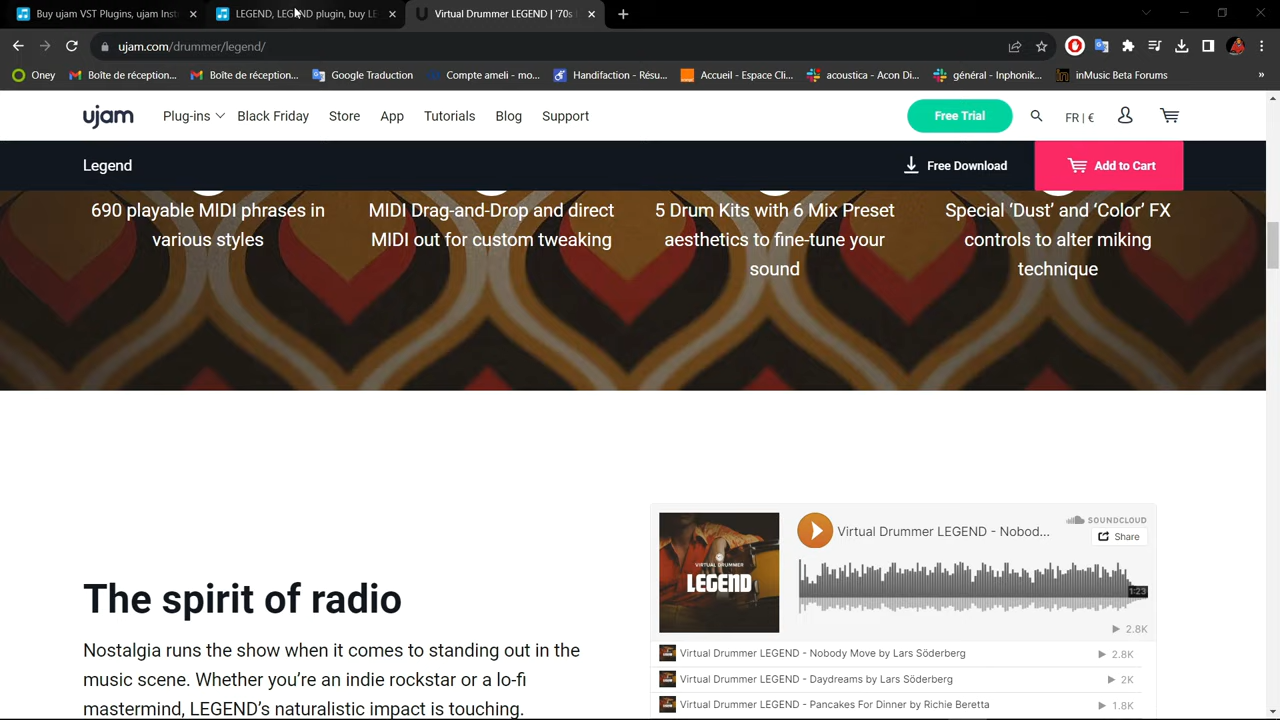 Buy ujam VST Plugins, ujam Inst
LEGEND, LEGEND plugin, buy LE
Virtual Drummer LEGEND | '70s
ujam.com/drummer/legend/
Oney
Boîte de réception...
Boîte de réception...
Google Traduction
Compte ameli - mo...
Handifaction - Résu...
Accueil - Espace Cli...
acoustica - Acon Di...
général - Inphonik...
inMusic Beta Forums
»
ujam
Plug-ins
Black Friday
Store
App
Tutorials
Blog
Support
Free Trial
FR | €
Legend
Free Download
Add to Cart
690 playable MIDI phrases in
various styles
MIDI Drag-and-Drop and direct
MIDI out for custom tweaking
5 Drum Kits with 6 Mix Preset
aesthetics to fine-tune your
sound
Special ‘Dust’ and ‘Color’ FX
controls to alter miking
technique
The spirit of radio
Nostalgia runs the show when it comes to standing out in the
music scene. Whether you’re an indie rockstar or a lo-fi
mastermind, LEGEND’s naturalistic impact is touching.
VIRTUAL DRUMMER
LEGEND
Virtual Drummer LEGEND - Nobod...
SOUNDCLOUD
Share
1:23
2.8K
Virtual Drummer LEGEND - Nobody Move by Lars Söderberg
2.8K
Virtual Drummer LEGEND - Daydreams by Lars Söderberg
2K
Virtual Drummer LEGEND - Pancakes For Dinner by Richie Beretta
1.8K